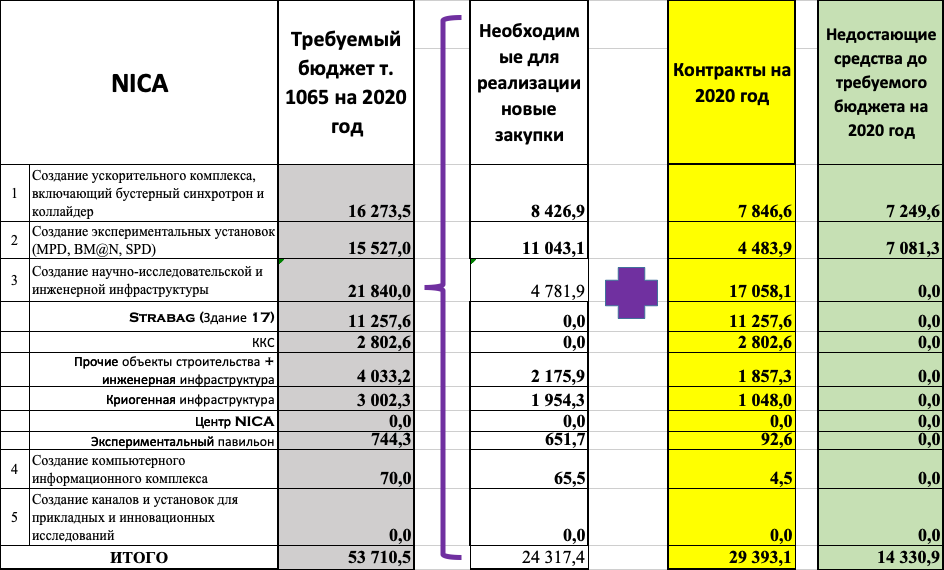 NICA
Требуемый
бюджет т.
1065 на 2020
год
Необходим
ые для
реализации
новые
закупки
Контракты на
2020 год
Недостающие
средства до
требуемого
бюджета на
2020 год
1
Создание ускорительного комплекса,
включающий бустерный синхротрон и
коллайдер
16 273,5
8 426,9
7 846,6
7 249,6
2
Создание экспериментальных установок
(MPD, BM@N, SPD)
15 527,0
11 043,1
4 483,9
7 081,3
3
Создание научно-исследовательской и
инженерной инфраструктуры
21 840,0
4 781,9
17 058,1
0,0
STRABAG (Здание 17)
11 257,6
0,0
11 257,6
0,0
ККС
2 802,6
0,0
2 802,6
0,0
Прочие объекты строительства +
инженерная инфраструктура
4 033,2
2 175,9
1 857,3
0,0
Криогенная инфраструктура
3 002,3
1 954,3
1 048,0
0,0
Центр NICA
0,0
0,0
0,0
0,0
Экспериментальный павильон
744,3
651,7
92,6
0,0
4
Создание компьютерного
информационного комплекса
70,0
65,5
4,5
0,0
5
Создание каналов и установок для
прикладных и инновационных
исследований
0,0
0,0
0,0
0,0
ИТОГО
53 710,5
24 317,4
29 393,1
14 330,9